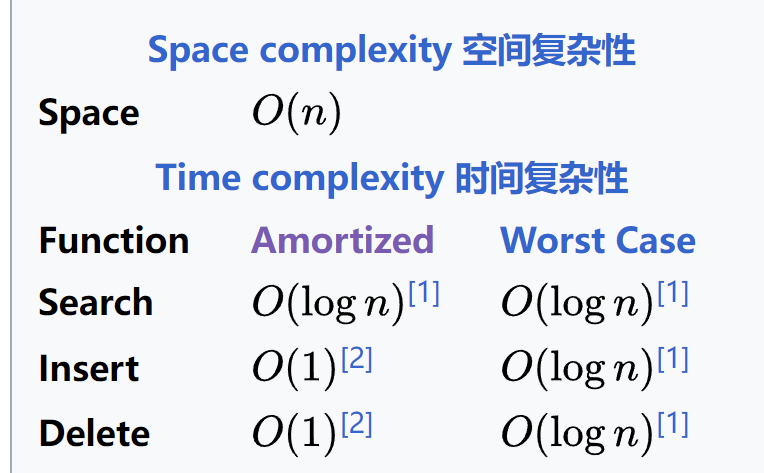 Space complexity 空间复杂性
Space O(n)
Time complexity 时间复杂性
Function Amortized Worst Case
Search O(log n)[1] O(log n)[1]
Insert O(1)[2] O(log n)[1]
Delete O(1)[2] O(log n)[1]